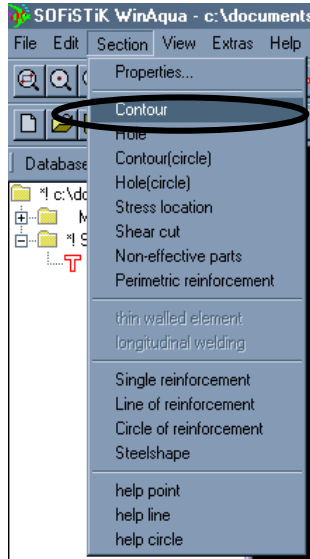 SOFiSTiK WinAqua - c:\documents
File Edit Section View Extras Help
Properties...
Contour
Hole
Database
Contour(circle)
Hole(circle)
*! c:\do
Stress location
M
Shear cut
*! S
Non-effective parts
Perimetric reinforcement
thin walled element
longitudinal welding
Single reinforcement
Line of reinforcement
Circle of reinforcement
Steelshape
help point
help line
help circle